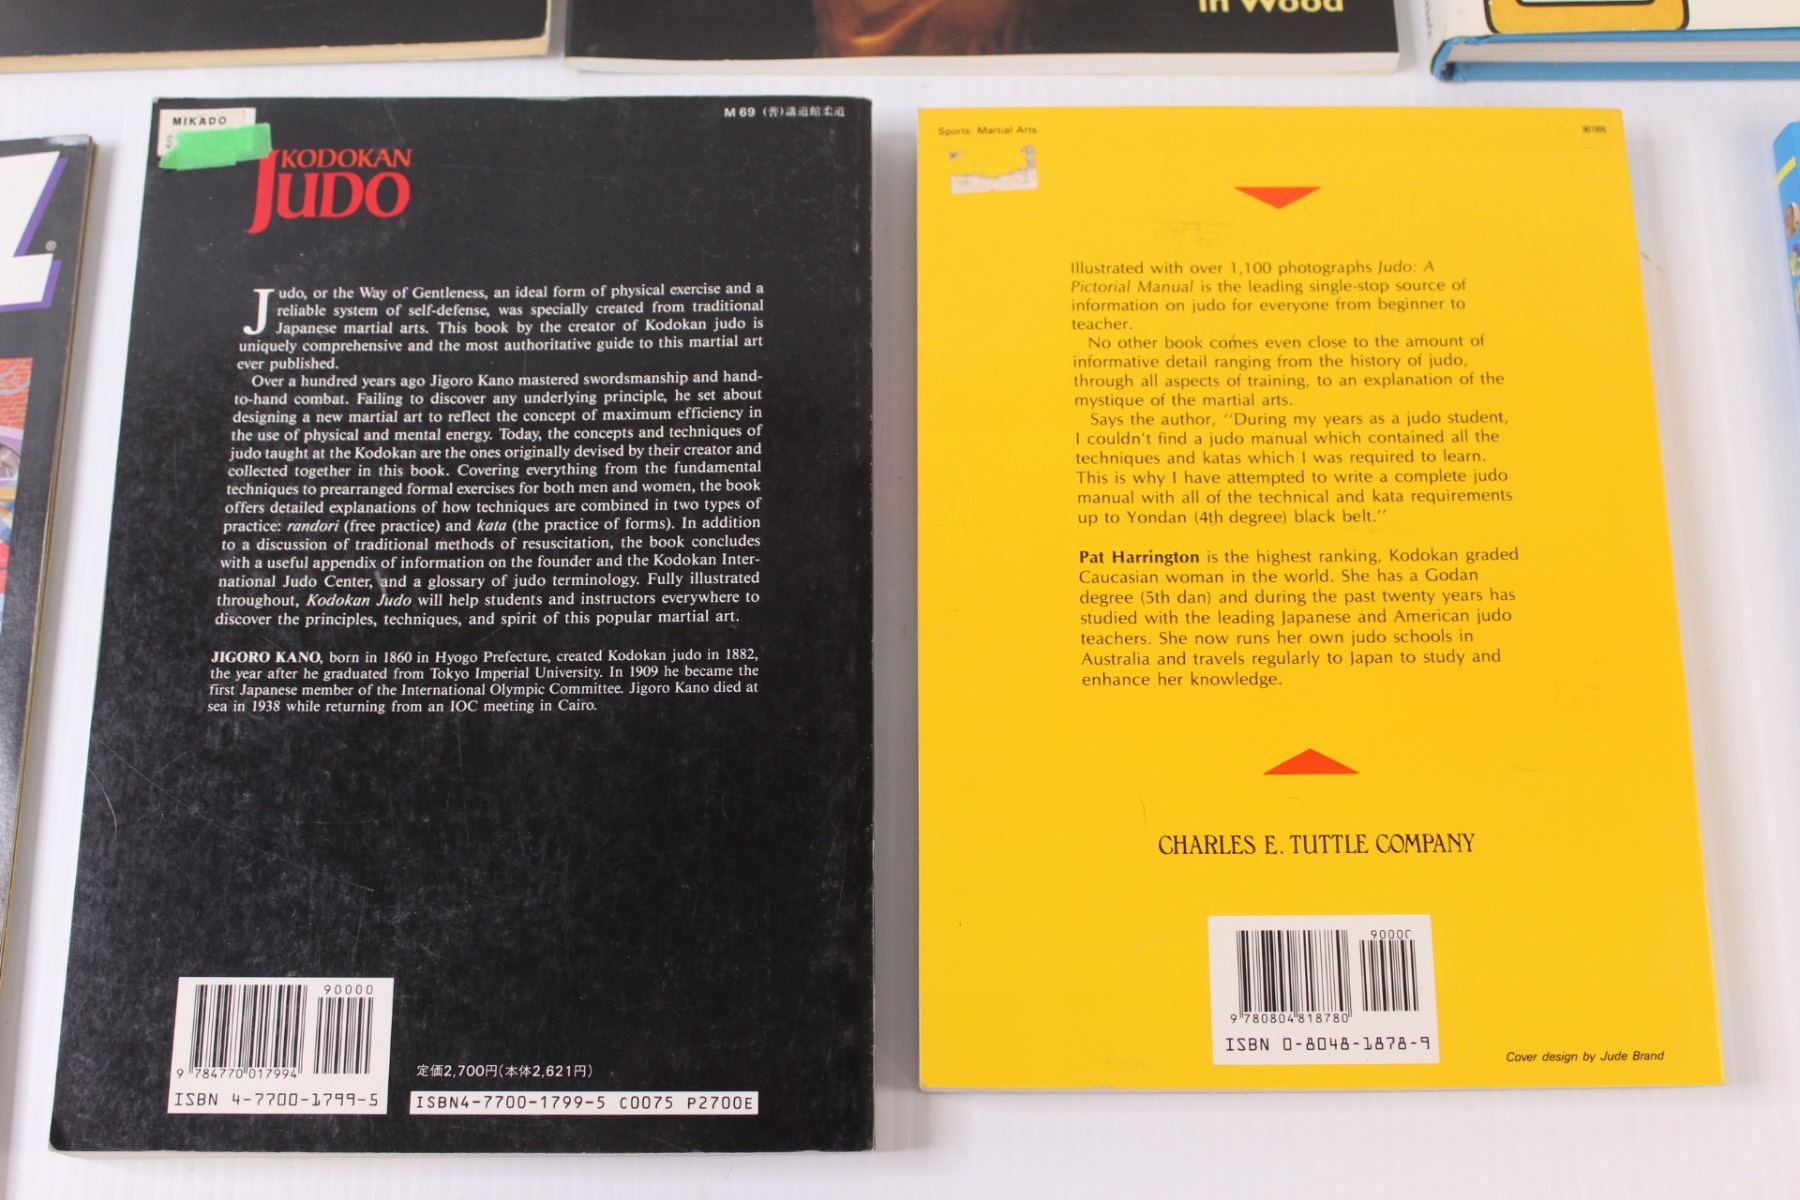 in Wood
MIKADO
$
M 69 (普)講道館柔道
KODOKAN
JUDO
Judo, or the Way of Gentleness, an ideal form of physical exercise and a
reliable system of self-defense, was specially created from traditional
Japanese martial arts. This book by the creator of Kodokan judo is
uniquely comprehensive and the most authoritative guide to this martial art
ever published.
Over a hundred years ago Jigoro Kano mastered swordsmanship and hand-
to-hand combat. Failing to discover any underlying principle, he set about
designing a new martial art to reflect the concept of maximum efficiency in
the use of physical and mental energy. Today, the concepts and techniques of
judo taught at the Kodokan are the ones originally devised by their creator and
collected together in this book. Covering everything from the fundamental
techniques to prearranged formal exercises for both men and women, the book
offers detailed explanations of how techniques are combined in two types of
practice: randori (free practice) and kata (the practice of forms). In addition
to a discussion of traditional methods of resuscitation, the book concludes
with a useful appendix of information on the founder and the Kodokan Inter-
national Judo Center, and a glossary of judo terminology. Fully illustrated
throughout, Kodokan Judo will help students and instructors everywhere to
discover the principles, techniques, and spirit of this popular martial art.
JIGORO KANO, born in 1860 in Hyogo Prefecture, created Kodokan judo in 1882,
the year after he graduated from Tokyo Imperial University. In 1909 he became the
first Japanese member of the International Olympic Committee. Jigoro Kano died at
sea in 1938 while returning from an IOC meeting in Cairo.
90000
9 784770 017994
ISBN 4-7700-1799-5
定価2,700円(本体2,621円)
ISBN4-7700-1799-5 C0075 P2700E
Sports: Martial Arts
901895
Illustrated with over 1,100 photographs Judo: A
Pictorial Manual is the leading single-stop source of
information on judo for everyone from beginner to
teacher.
No other book comes even close to the amount of
informative detail ranging from the history of judo,
through all aspects of training, to an explanation of the
mystique of the martial arts.
Says the author, "During my years as a judo student,
I couldn't find a judo manual which contained all the
techniques and katas which I was required to learn.
This is why I have attempted to write a complete judo
manual with all of the technical and kata requirements
up to Yondan (4th degree) black belt."
Pat Harrington is the highest ranking, Kodokan graded
Caucasian woman in the world. She has a Godan
degree (5th dan) and during the past twenty years has
studied with the leading Japanese and American judo
teachers. She now runs her own judo schools in
Australia and travels regularly to Japan to study and
enhance her knowledge.
CHARLES E. TUTTLE COMPANY
90000
9 780804 818780
ISBN 0-8048-1878-9
Cover design by Jude Brand